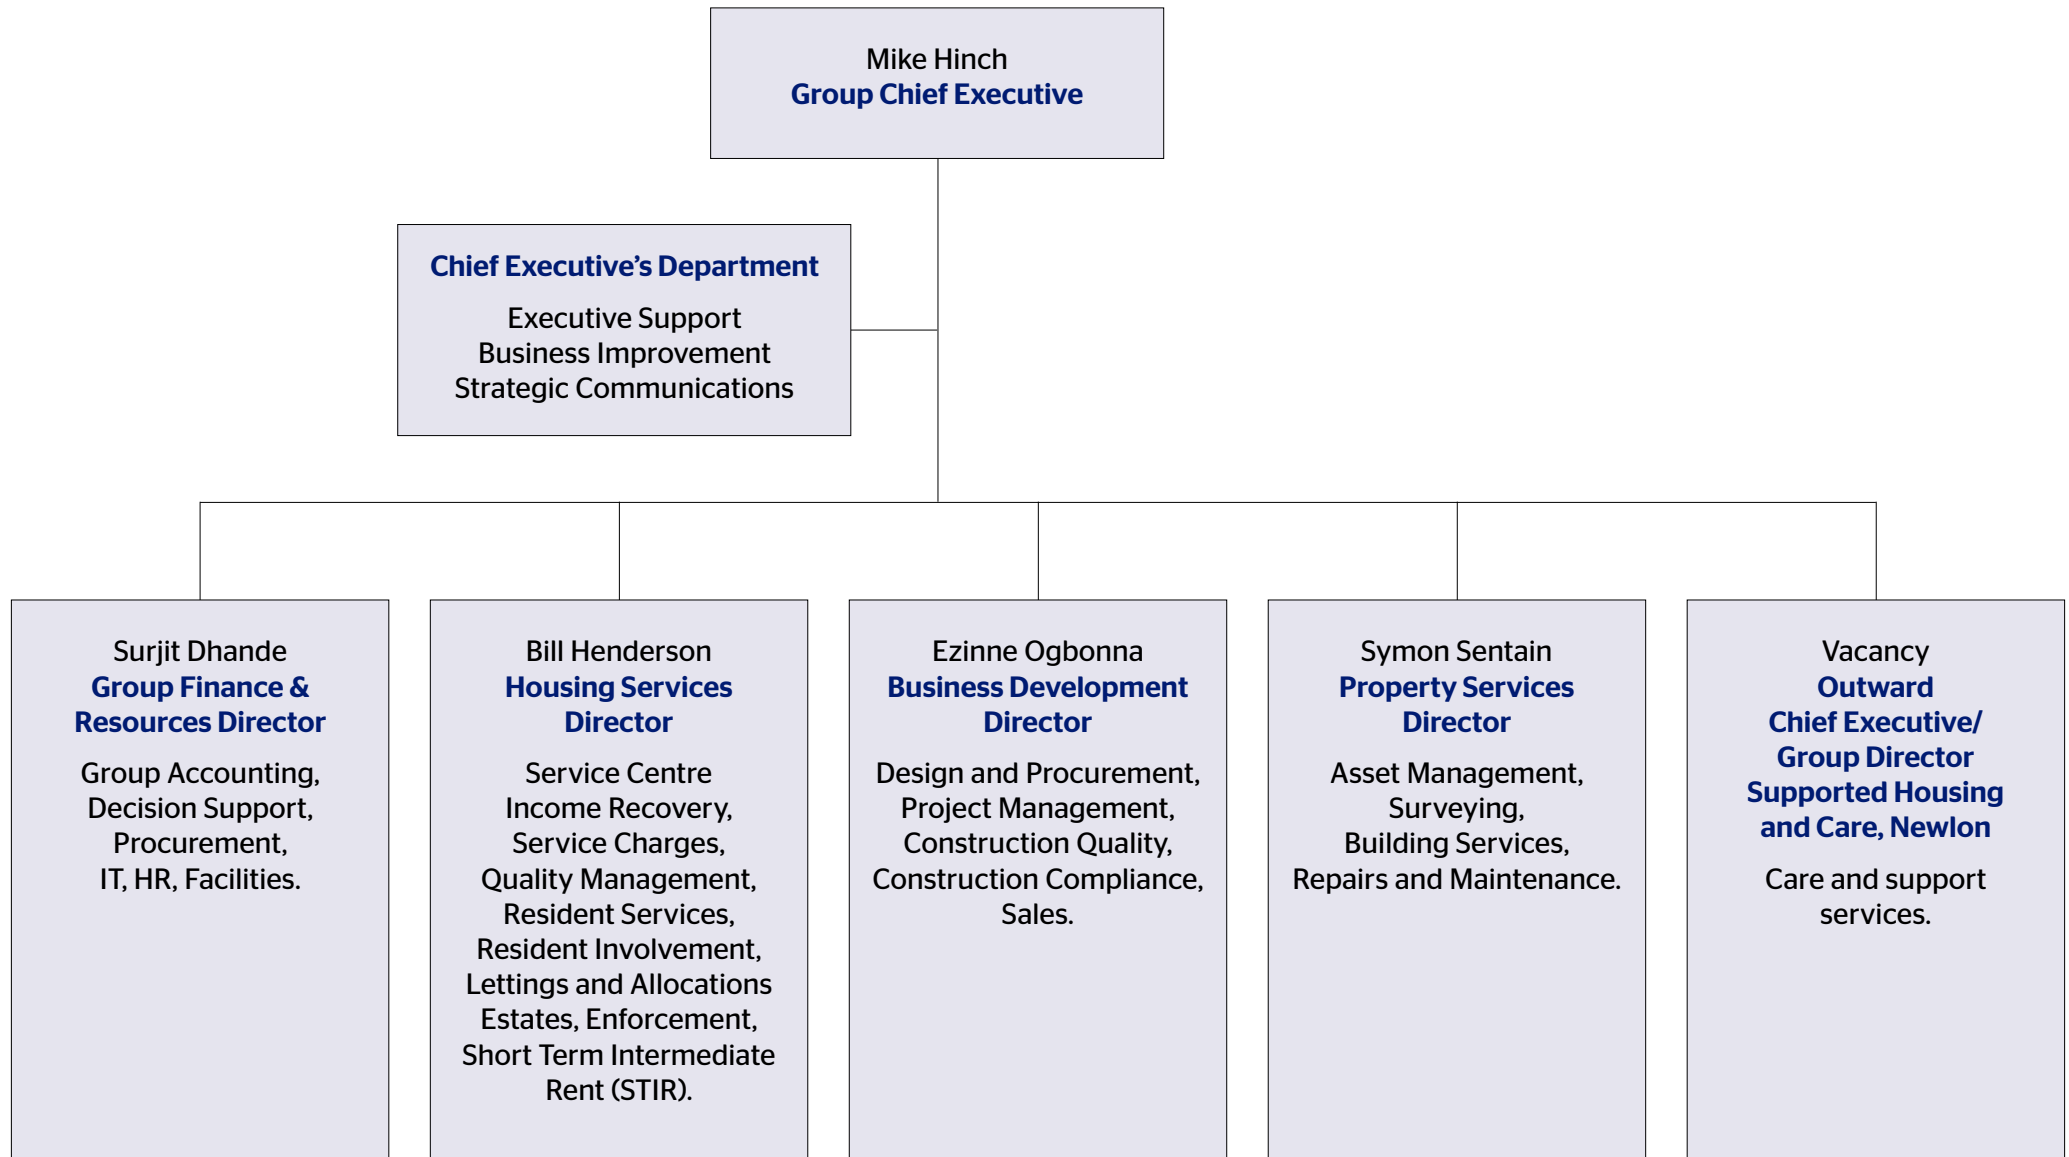 Mike Hinch
Group Chief Executive
Chief Executive’s Department
Executive Support
Business Improvement
Strategic Communications
Surjit Dhande
Group Finance &
Resources Director
Group Accounting,
Decision Support,
Procurement,
IT, HR, Facilities.
Bill Henderson
Housing Services
Director
Service Centre
Income Recovery,
Service Charges,
Quality Management,
Resident Services,
Resident Involvement,
Lettings and Allocations
Estates, Enforcement,
Short Term Intermediate
Rent (STIR).
Ezinne Ogbonna
Business Development
Director
Design and Procurement,
Project Management,
Construction Quality,
Construction Compliance,
Sales.
Symon Sentain
Property Services
Director
Asset Management,
Surveying,
Building Services,
Repairs and Maintenance.
Vacancy
Outward
Chief Executive/
Group Director
Supported Housing
and Care, Newlon
Care and support
services.